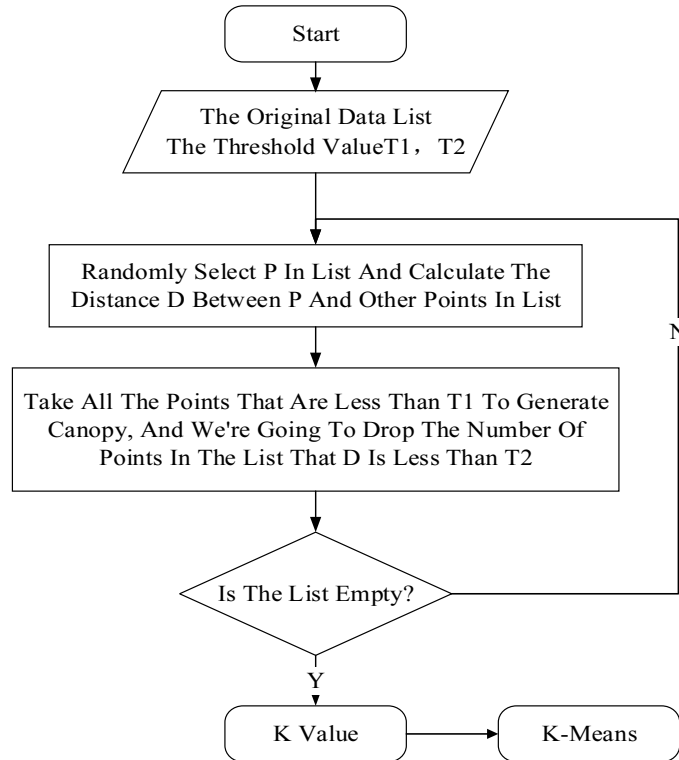 Start
The Original Data List
The Threshold ValueT1， T2
Randomly Select P In List And Calculate The
Distance D Between P And Other Points In List
N
Take All The Points That Are Less Than T1 To Generate
Canopy, And We're Going To Drop The Number Of
Points In The List That D Is Less Than T2
Is The List Empty?
Y
K Value
K-Means